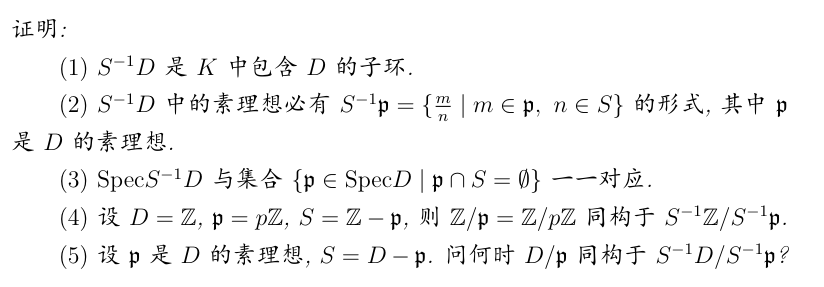 证明:
(1) $S^{-1}D$ 是 $K$ 中包含 $D$ 的子环.
(2) $S^{-1}D$ 中的素理想必有 $S^{-1}\mathfrak{p} = \{\frac{m}{n} \mid m \in \mathfrak{p},\ n \in S\}$ 的形式, 其中 $\mathfrak{p}$
是 $D$ 的素理想.
(3) $\mathrm{Spec}S^{-1}D$ 与集合 $\{\mathfrak{p} \in \mathrm{Spec}D \mid \mathfrak{p} \cap S = \emptyset\}$ 一一对应.
(4) 设 $D = \mathbb{Z}$, $\mathfrak{p} = p\mathbb{Z}$, $S = \mathbb{Z} - \mathfrak{p}$, 则 $\mathbb{Z}/\mathfrak{p} = \mathbb{Z}/p\mathbb{Z}$ 同构于 $S^{-1}\mathbb{Z}/S^{-1}\mathfrak{p}$.
(5) 设 $\mathfrak{p}$ 是 $D$ 的素理想, $S = D - \mathfrak{p}$. 问何时 $D/\mathfrak{p}$ 同构于 $S^{-1}D/S^{-1}\mathfrak{p}$?